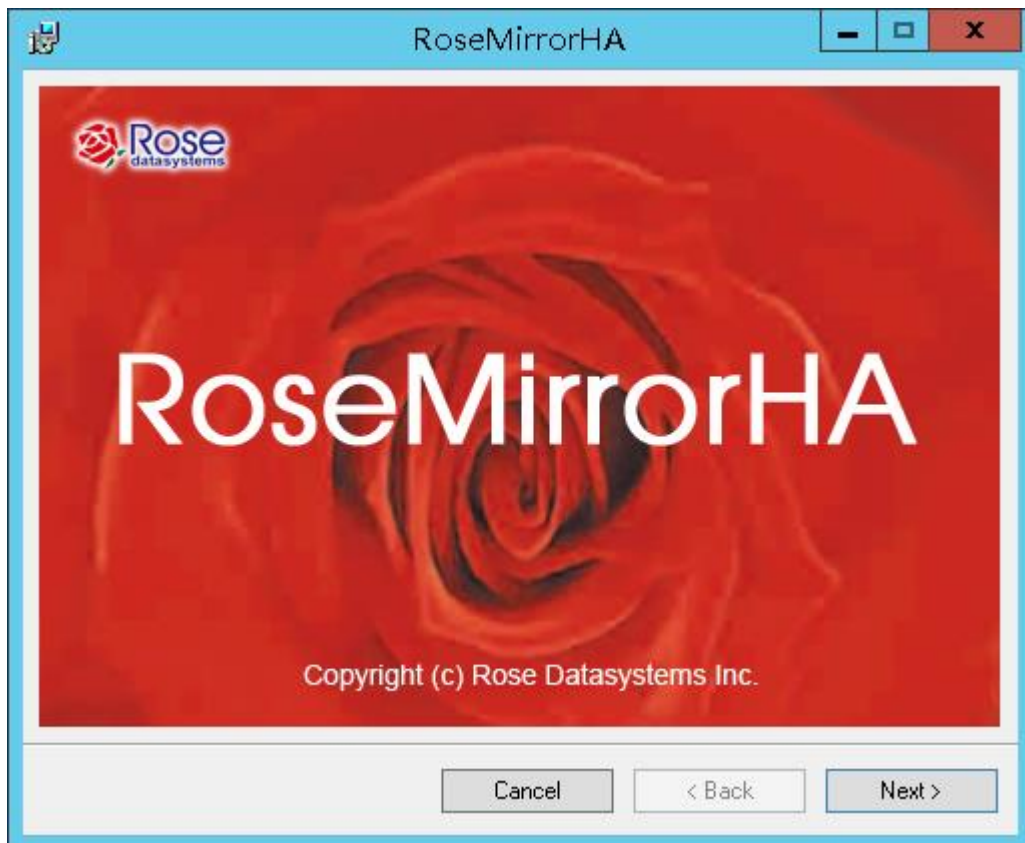 RoseMirrorHA
Rose
datasystems
RoseMirrorHA
Copyright (c) Rose Datasystems Inc.
Cancel
< Back
Next >